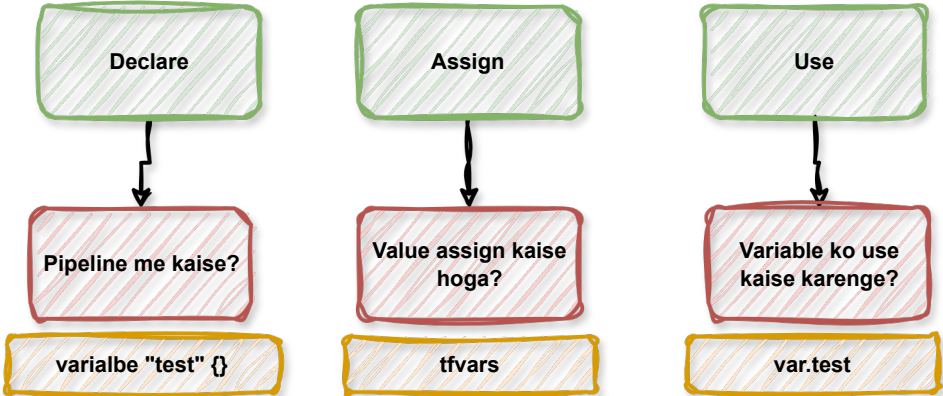 Declare
Assign
Use
Pipeline me kaise?
Value assign kaise
hoga?
Variable ko use
kaise karenge?
varialbe "test" {}
tfvars
var.test